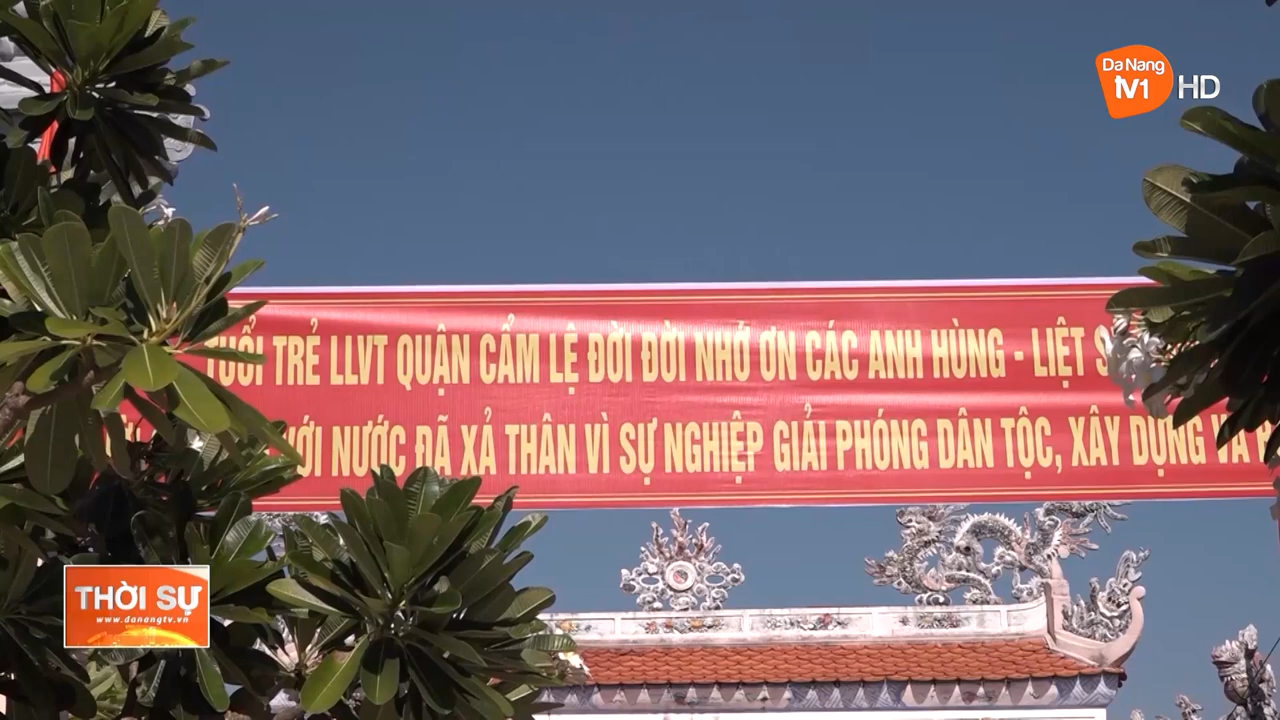 Da Nang
TV1 HD
TUỔI TRẺ LLVT QUẬN CẨM LỆ ĐỜI ĐỜI NHỚ ƠN CÁC ANH HÙNG - LIỆT
NƯỚC ĐÃ XẢ THÂN VÌ SỰ NGHIỆP GIẢI PHÓNG DÂN TỘC, XÂY DỰNG VÀ
THỜI SỰ
www.danangtv.vn